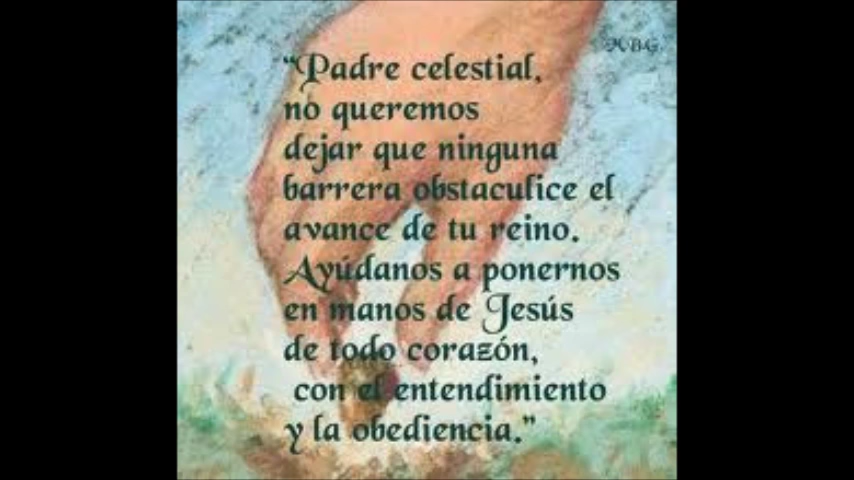 "Padre celestial,
no queremos
dejar que ninguna
barrera obstaculice el
avance de tu reino.
Ayúdanos a ponernos
en manos de Jesús
de todo corazón,
con el entendimiento
y la obediencia."